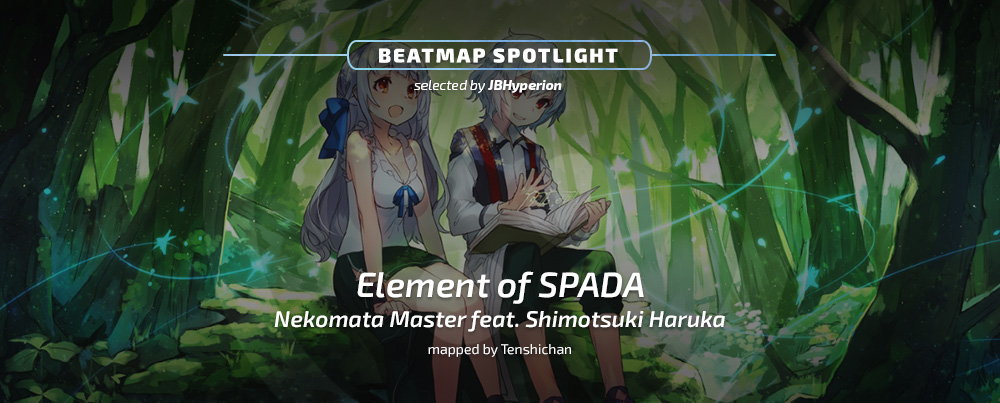 BEATMAP SPOTLIGHT
selected by JBHyperion
Element of SPADA
Nekomata Master feat. Shimotsuki Haruka
mapped by Tenshichan